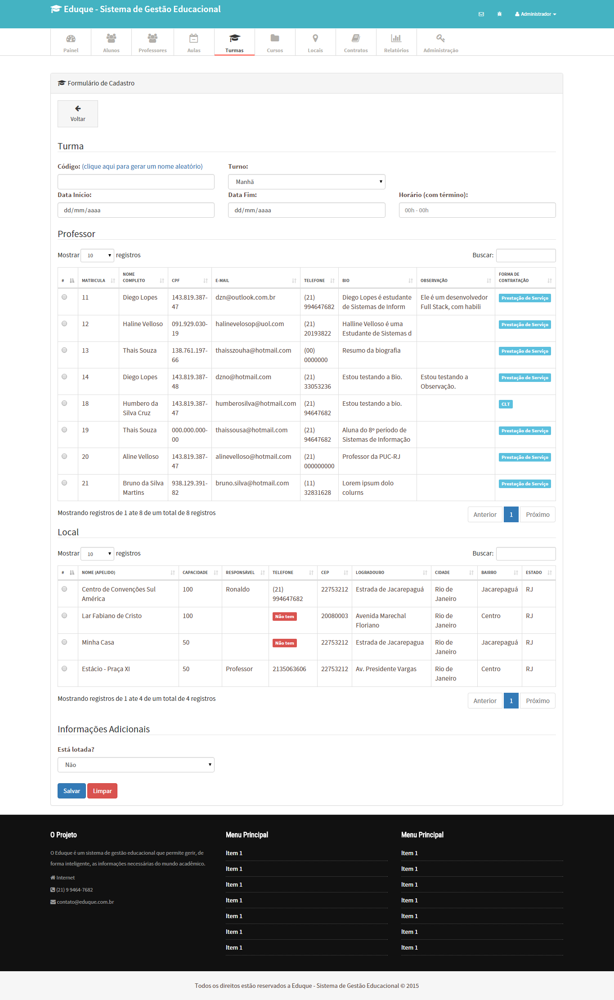 Eduque - Sistema de Gestão Educacional
Administrador
Painel
Alunos
Professores
Aulas
Turmas
Cursos
Locais
Contratos
Relatórios
Administração
Formulário de Cadastro
Voltar
Turma
Código: (clique aqui para gerar um nome aleatório)
Turno:
Manhã
Data Início:
Data Fim:
Horário (com término):
dd/mm/aaaa
dd/mm/aaaa
00h - 00h
Professor
Mostrar 10 registros
Buscar:
# MATRICULA NOME COMPLETO CPF E-MAIL TELEFONE BIO OBSERVAÇÃO FORMA DE CONTRATAÇÃO
11 Diego Lopes 143.819.387-47 dzn@outlook.com.br (21) 994647682 Diego Lopes é estudante de Sistemas de Inform Ele é um desenvolvedor Full Stack, com habili Prestação de Serviço
12 Haline Velloso 091.929.030-19 halinevelosop@uol.com (21) 20193822 Halline Velloso é uma Estudante de Sistemas d Prestação de Serviço
13 Thais Souza 138.761.197-66 thaisszouha@hotmail.com (00) 0000000 Resumo da biografia Prestação de Serviço
14 Diego Lopes 143.819.387-48 dzno@hotmail.com (21) 33053236 Estou testando a Bio. Estou testando a Observação. Prestação de Serviço
18 Humbero da Silva Cruz 143.819.387-47 humberosilva@hotmail.com (21) 94647682 Estou testando a bio. CLT
19 Thais Souza 000.000.000-00 thaissousa@hotmail.com (21) 94647682 Aluna do 8º período de Sistemas de Informação Prestação de Serviço
20 Aline Velloso 143.819.387-47 alinevelloso@hotmail.com (21) 000000000 Professor da PUC-RJ Prestação de Serviço
21 Bruno da Silva Martins 938.129.391-82 bruno.silva@hotmail.com (11) 32831628 Lorem ipsum dolo colurns Prestação de Serviço
Mostrando registros de 1 ate 8 de um total de 8 registros
Anterior 1 Próximo
Local
Mostrar 10 registros
Buscar:
# NOME (APELIDO) CAPACIDADE RESPONSÁVEL TELEFONE CEP LOGRADOURO CIDADE BAIRRO ESTADO
Centro de Convenções Sul América 100 Ronaldo (21) 994647682 22753212 Estrada de Jacarepaguá Rio de Janeiro Jacarepaguá RJ
Lar Fabiano de Cristo 100 Não tem 20080003 Avenida Marechal Floriano Rio de Janeiro Centro RJ
Minha Casa 50 Não tem 22753212 Estrada de Jacarepagua Rio de Janeiro Jacarepaguá RJ
Estácio - Praça XI 50 Professor 2135063606 22753212 Av. Presidente Vargas Rio de Janeiro Centro RJ
Mostrando registros de 1 ate 4 de um total de 4 registros
Anterior 1 Próximo
Informações Adicionais
Está lotada?
Não
Salvar Limpar
O Projeto
O Eduque é um sistema de gestão educacional que permite gerir, de
forma inteligente, as informações necessárias do mundo acadêmico.
Internet
(21) 9 9464-7682
contato@eduque.com.br
Menu Principal
Item 1
Item 1
Item 1
Item 1
Item 1
Item 1
Item 1
Menu Principal
Item 1
Item 1
Item 1
Item 1
Item 1
Item 1
Item 1
Todos os direitos estão reservados a Eduque - Sistema de Gestão Educacional © 2015